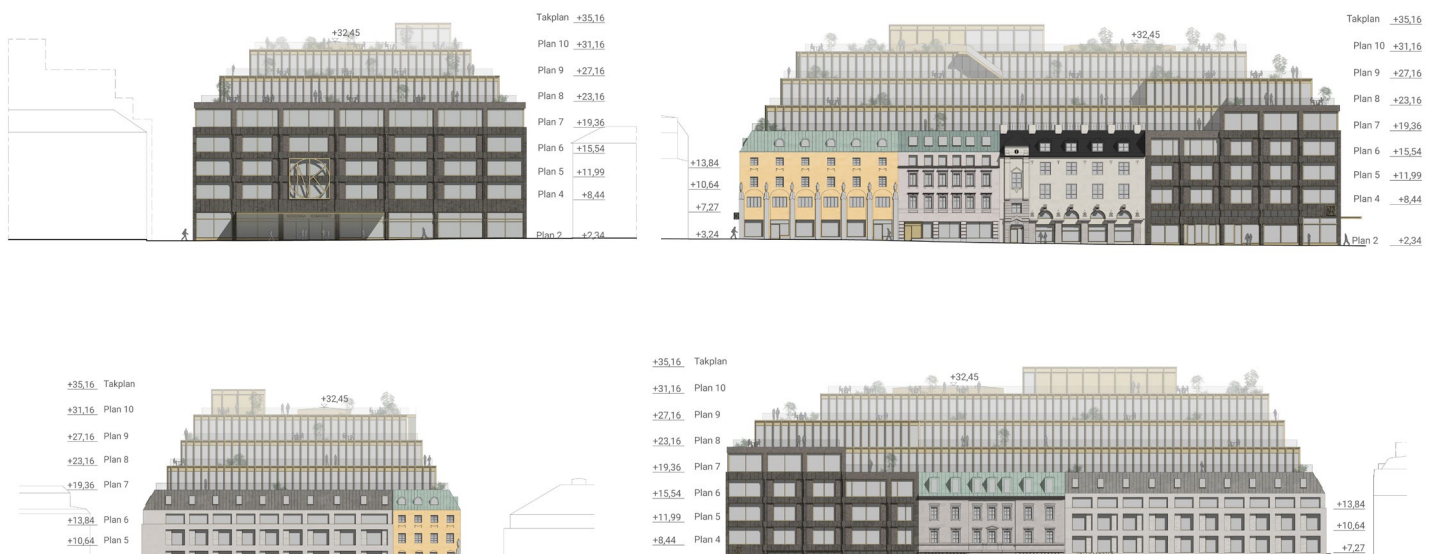 Takplan +35,16
+32,45
Plan 10 +31,16
Plan 9 +27,16
Plan 8 +23,16
Plan 7 +19,36
Plan 6 +15,54
Plan 5 +11,99
Plan 4 +8,44
Plan 2 +2,34
NK
Takplan +35,16
+32,45
Plan 10 +31,16
Plan 9 +27,16
Plan 8 +23,16
Plan 7 +19,36
Plan 6 +15,54
Plan 5 +11,99
Plan 4 +8,44
Plan 2 +2,34
+13,84
+10,64
+7,27
+3,24
+35,16 Takplan
+32,45
+31,16 Plan 10
+27,16 Plan 9
+23,16 Plan 8
+19,36 Plan 7
+13,84 Plan 6
+10,64 Plan 5
+35,16 Takplan
+32,45
+31,16 Plan 10
+27,16 Plan 9
+23,16 Plan 8
+19,36 Plan 7
+15,54 Plan 6
+11,99 Plan 5
+8,44 Plan 4
+13,84
+10,64
+7,27